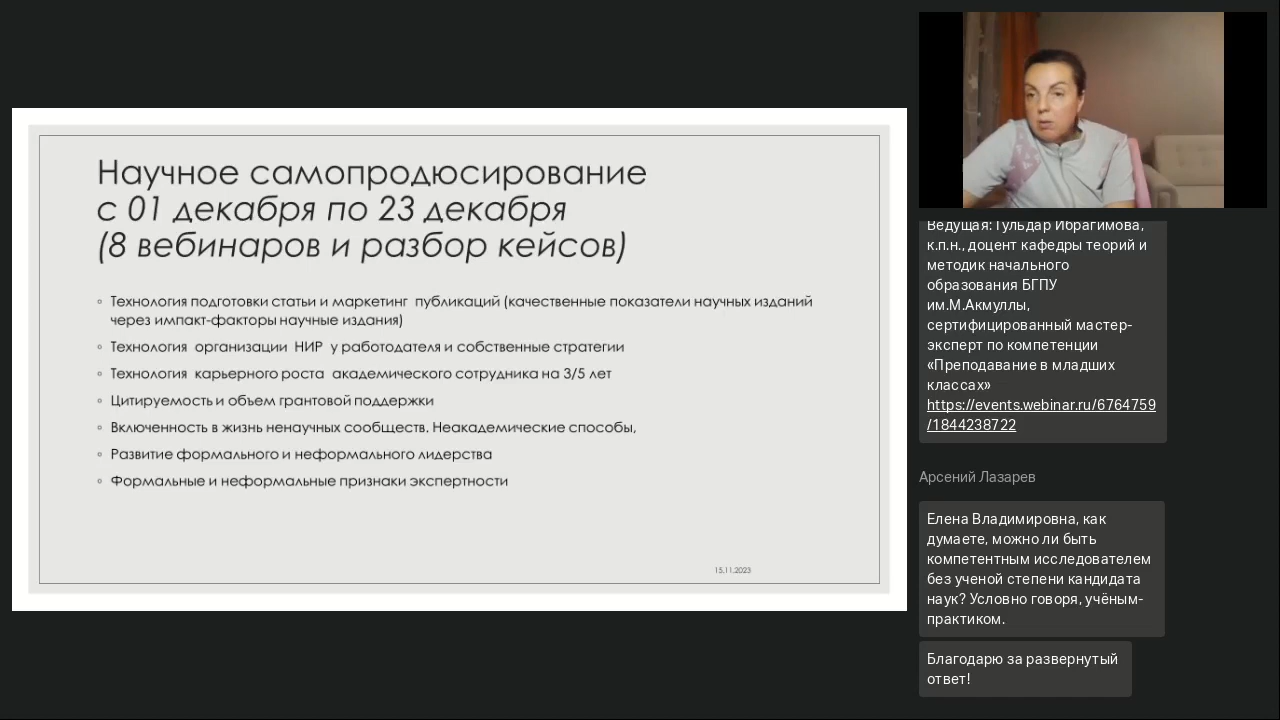 Научное самопродюсирование
с 01 декабря по 23 декабря
(8 вебинаров и разбор кейсов)
◦ Технология подготовки статьи и маркетинг публикаций (качественные показатели научных изданий
через импакт-факторы научные издания)
◦ Технология организации НИР у работодателя и собственные стратегии
◦ Технология карьерного роста академического сотрудника на 3/5 лет
◦ Цитируемость и объем грантовой поддержки
◦ Включенность в жизнь ненаучных сообществ. Неакадемические способы,
◦ Развитие формального и неформального лидерства
◦ Формальные и неформальные признаки экспертности
15.11.2023
Ведущая: Гульдар Ибрагимова,
к.п.н., доцент кафедры теорий и
методик начального
образования БГПУ
им.М.Акмуллы,
сертифицированный мастер-
эксперт по компетенции
«Преподавание в младших
классах»
https://events.webinar.ru/6764759
/1844238722
Арсений Лазарев
Елена Владимировна, как
думаете, можно ли быть
компетентным исследователем
без ученой степени кандидата
наук? Условно говоря, учёным-
практиком.
Благодарю за развернутый
ответ!